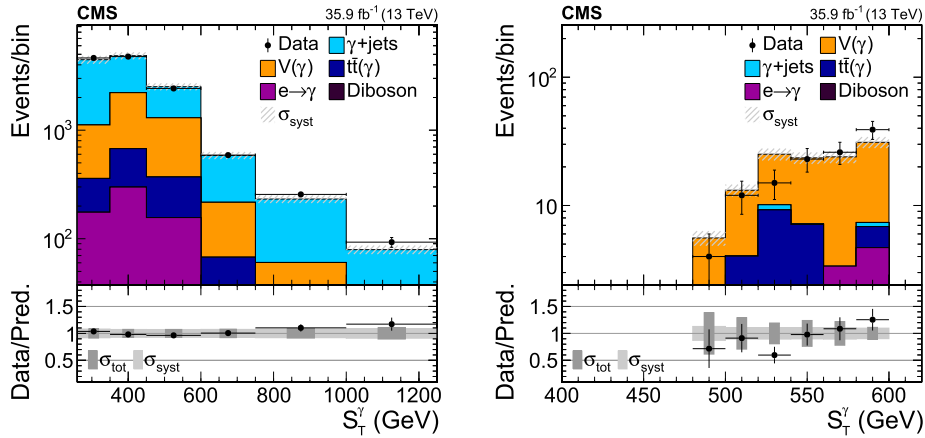 CMS 35.9 fb⁻¹ (13 TeV)
Events/bin
Data γ+jets
V(γ) tt̄(γ)
e→γ Diboson
σsyst
10³
10²
Data/Pred.
1.5
1
0.5
σtot σsyst
400 600 800 1000 1200
S_T^γ (GeV)
CMS 35.9 fb⁻¹ (13 TeV)
Events/bin
Data V(γ)
γ+jets tt̄(γ)
e→γ Diboson
σsyst
10²
10
Data/Pred.
1.5
1
0.5
σtot σsyst
400 450 500 550 600
S_T^γ (GeV)